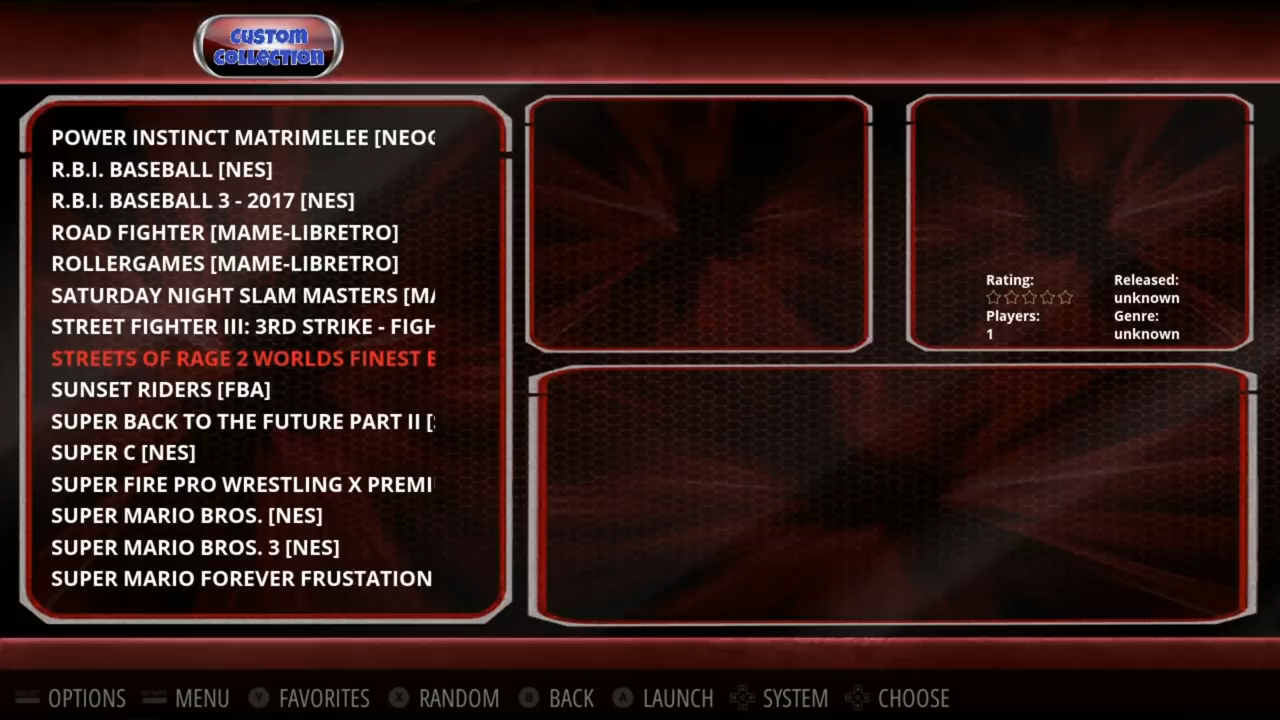 CUSTOM
COLLECTION
POWER INSTINCT MATRIMELEE [NEOG
R.B.I. BASEBALL [NES]
R.B.I. BASEBALL 3 - 2017 [NES]
ROAD FIGHTER [MAME-LIBRETRO]
ROLLERGAMES [MAME-LIBRETRO]
SATURDAY NIGHT SLAM MASTERS [MA
STREET FIGHTER III: 3RD STRIKE - FIGH
STREETS OF RAGE 2 WORLDS FINEST E
SUNSET RIDERS [FBA]
SUPER BACK TO THE FUTURE PART II [S
SUPER C [NES]
SUPER FIRE PRO WRESTLING X PREMI
SUPER MARIO BROS. [NES]
SUPER MARIO BROS. 3 [NES]
SUPER MARIO FOREVER FRUSTATION
Rating:
Players:
1
Released:
unknown
Genre:
unknown
OPTIONS MENU Y FAVORITES X RANDOM B BACK A LAUNCH SYSTEM CHOOSE